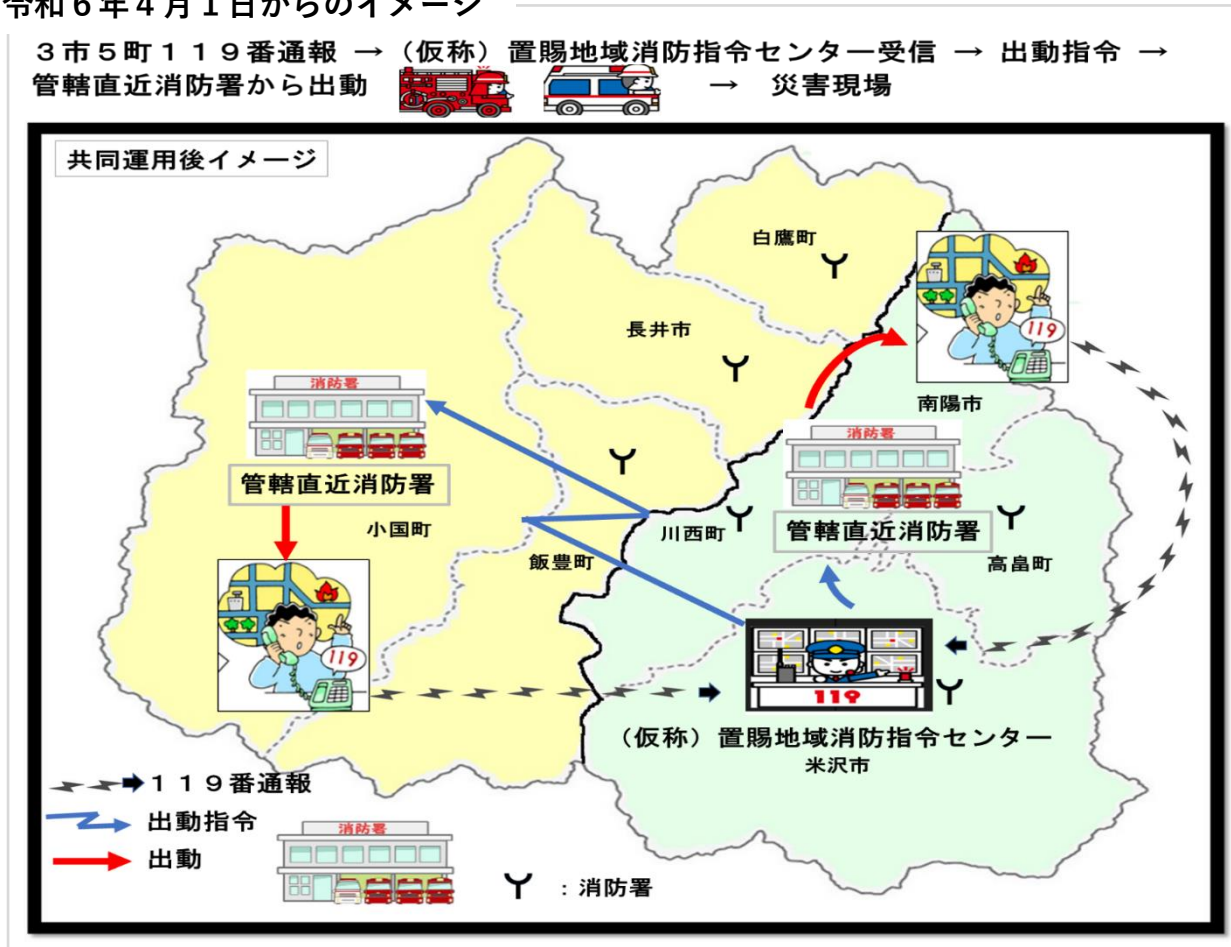 令和６年４月１日からのイメージ
３市５町１１９番通報 → （仮称）置賜地域消防指令センター受信 → 出動指令 →
管轄直近消防署から出動 → 災害現場
共同運用後イメージ
白鷹町
長井市
119
南陽市
消防署
管轄直近消防署
消防署
管轄直近消防署
小国町
飯豊町
川西町
高畠町
119
119
（仮称）置賜地域消防指令センター
米沢市
１１９番通報
出動指令
出動
消防署
：消防署